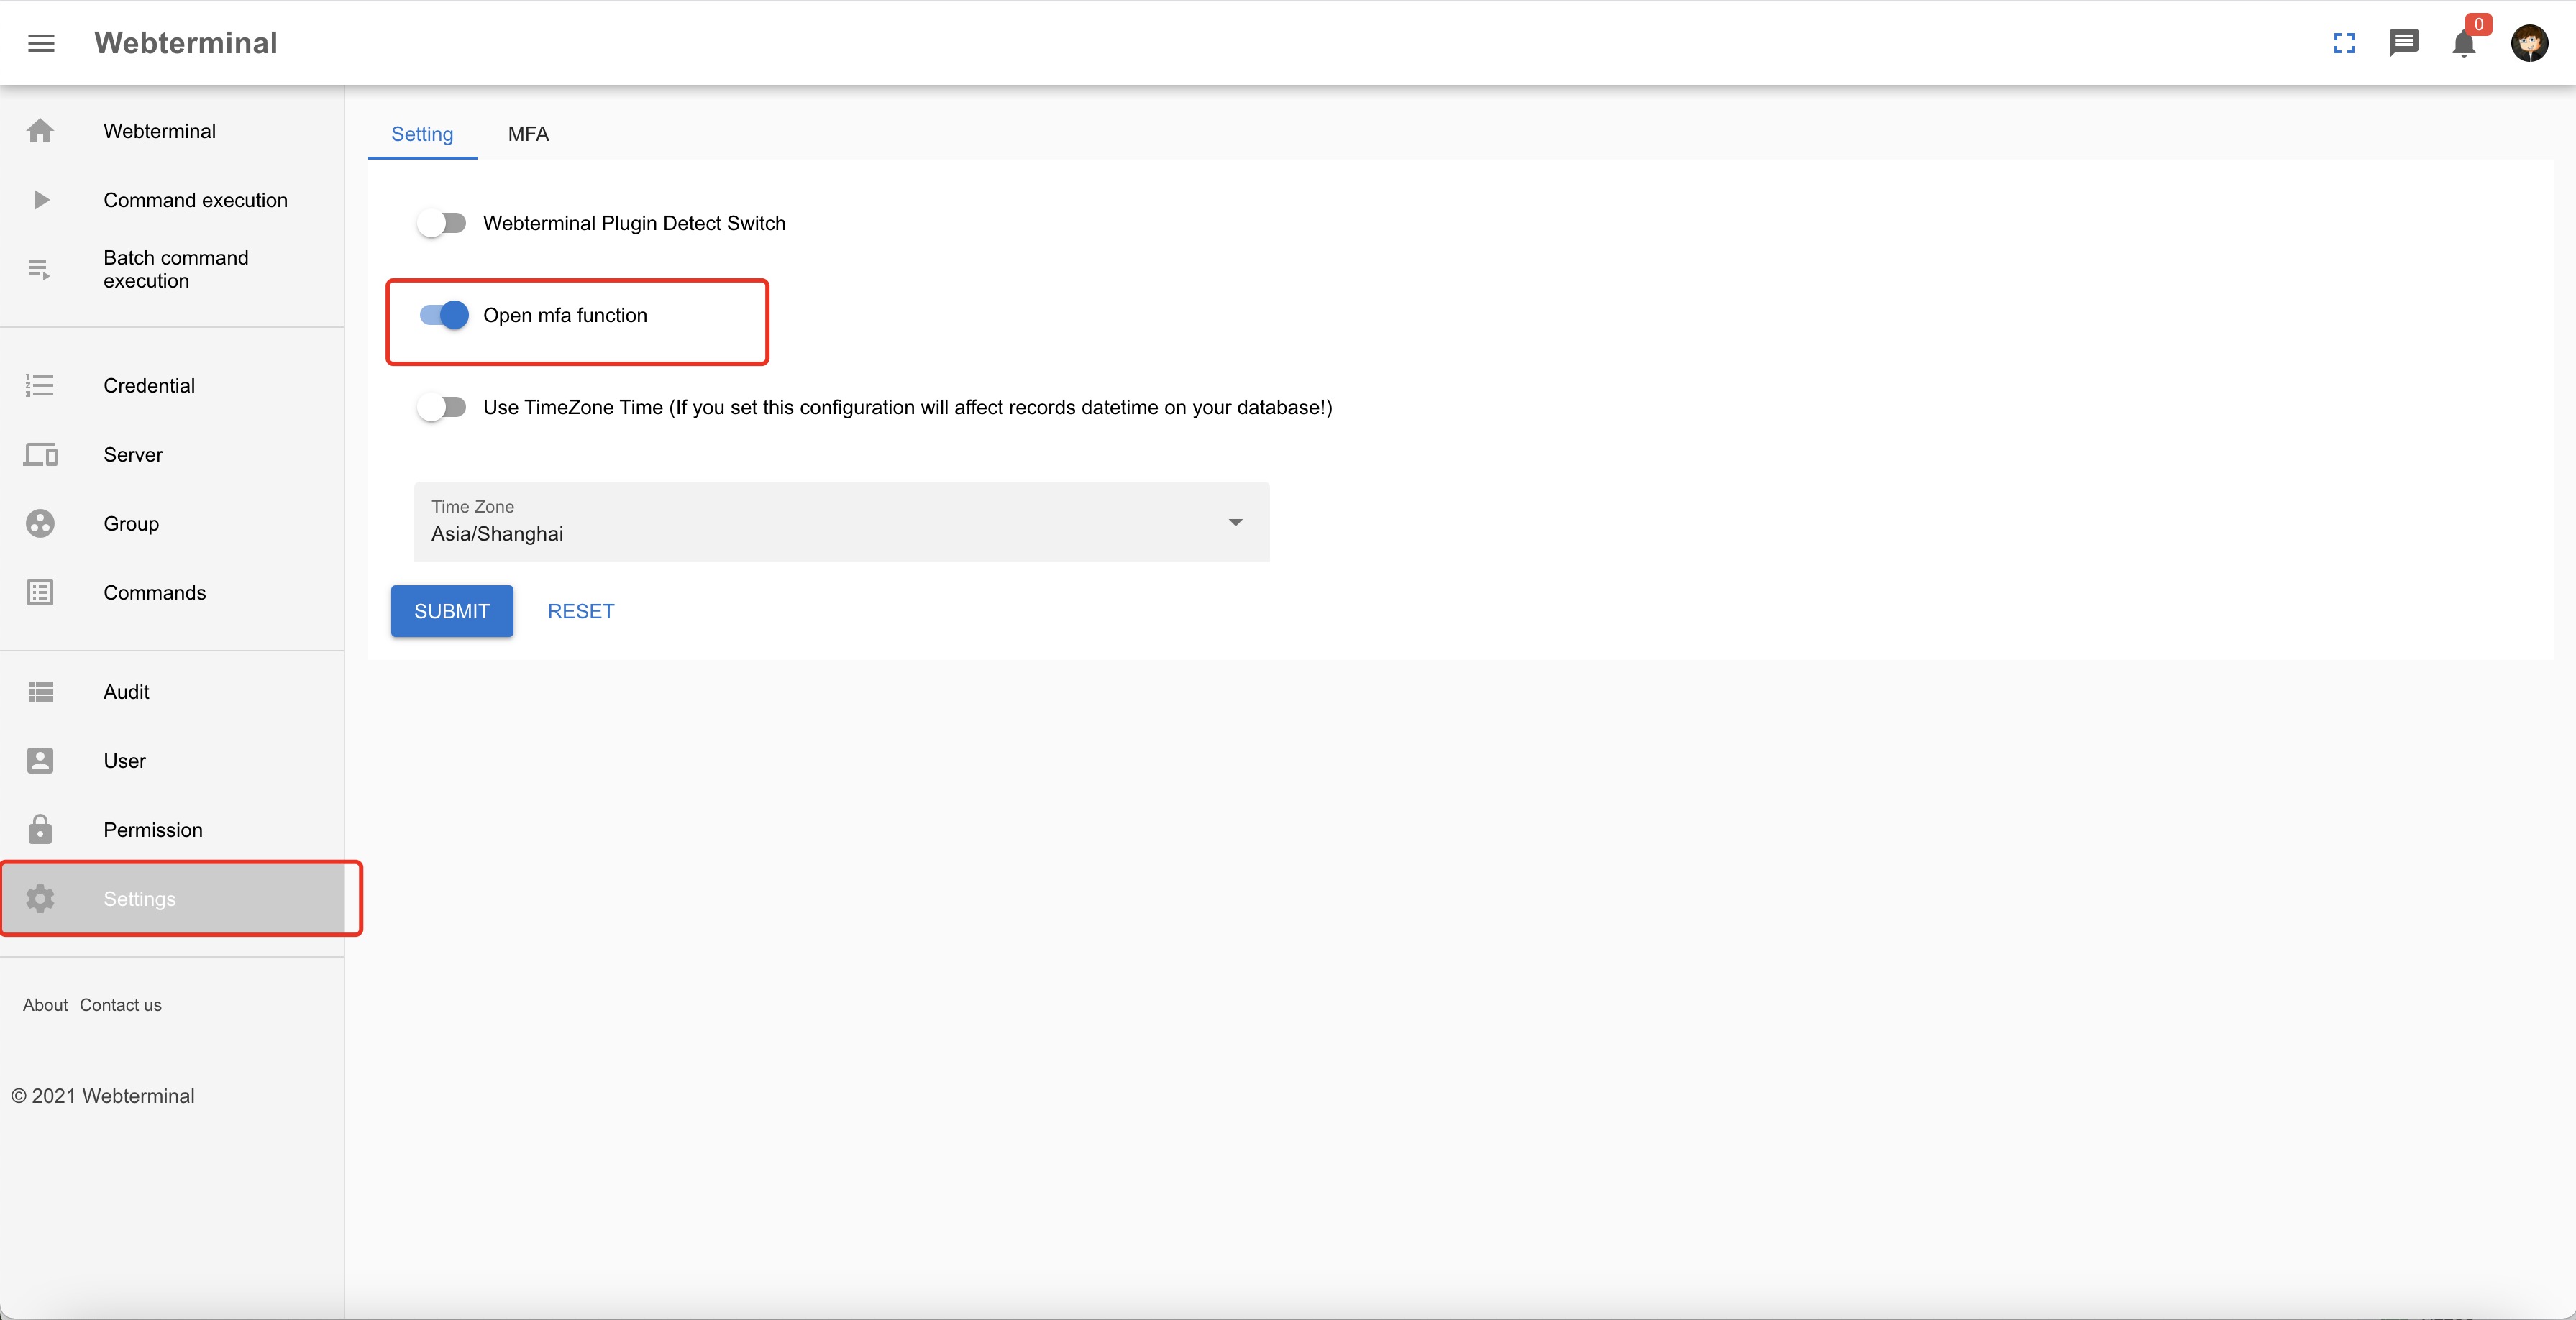 Webterminal
0
Webterminal
Command execution
Batch command
execution
Credential
Server
Group
Commands
Audit
User
Permission
Settings
About Contact us
© 2021 Webterminal
Setting MFA
Webterminal Plugin Detect Switch
Open mfa function
Use TimeZone Time (If you set this configuration will affect records datetime on your database!)
Time Zone
Asia/Shanghai
SUBMIT RESET